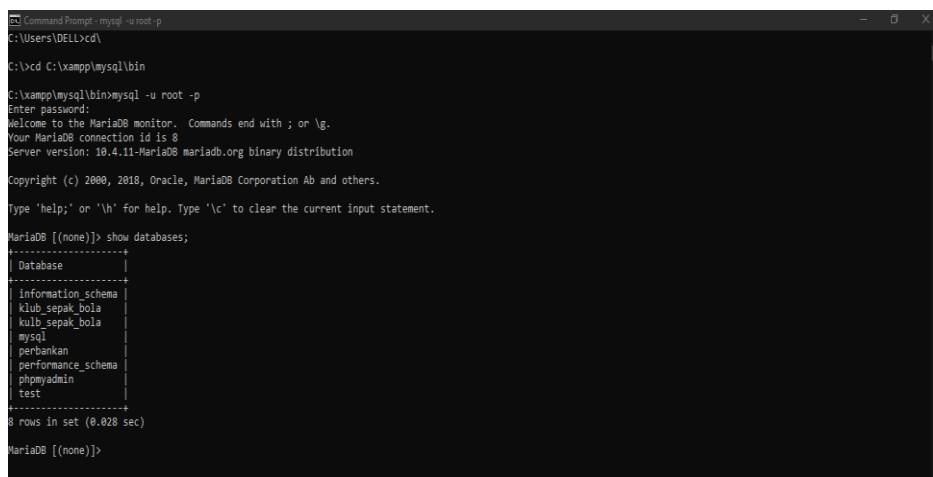 Command Prompt - mysql -u root -p
C:\Users\DELL>cd\
C:\>cd C:\xampp\mysql\bin
C:\xampp\mysql\bin>mysql -u root -p
Enter password:
Welcome to the MariaDB monitor.  Commands end with ; or \g.
Your MariaDB connection id is 8
Server version: 10.4.11-MariaDB mariadb.org binary distribution
Copyright (c) 2000, 2018, Oracle, MariaDB Corporation Ab and others.
Type 'help;' or '\h' for help. Type '\c' to clear the current input statement.
MariaDB [(none)]> show databases;
+--------------------+
| Database           |
+--------------------+
| information_schema |
| klub_sepak_bola    |
| kulb_sepak_bola    |
| mysql              |
| perbankan          |
| performance_schema |
| phpmyadmin         |
| test               |
+--------------------+
8 rows in set (0.028 sec)
MariaDB [(none)]>